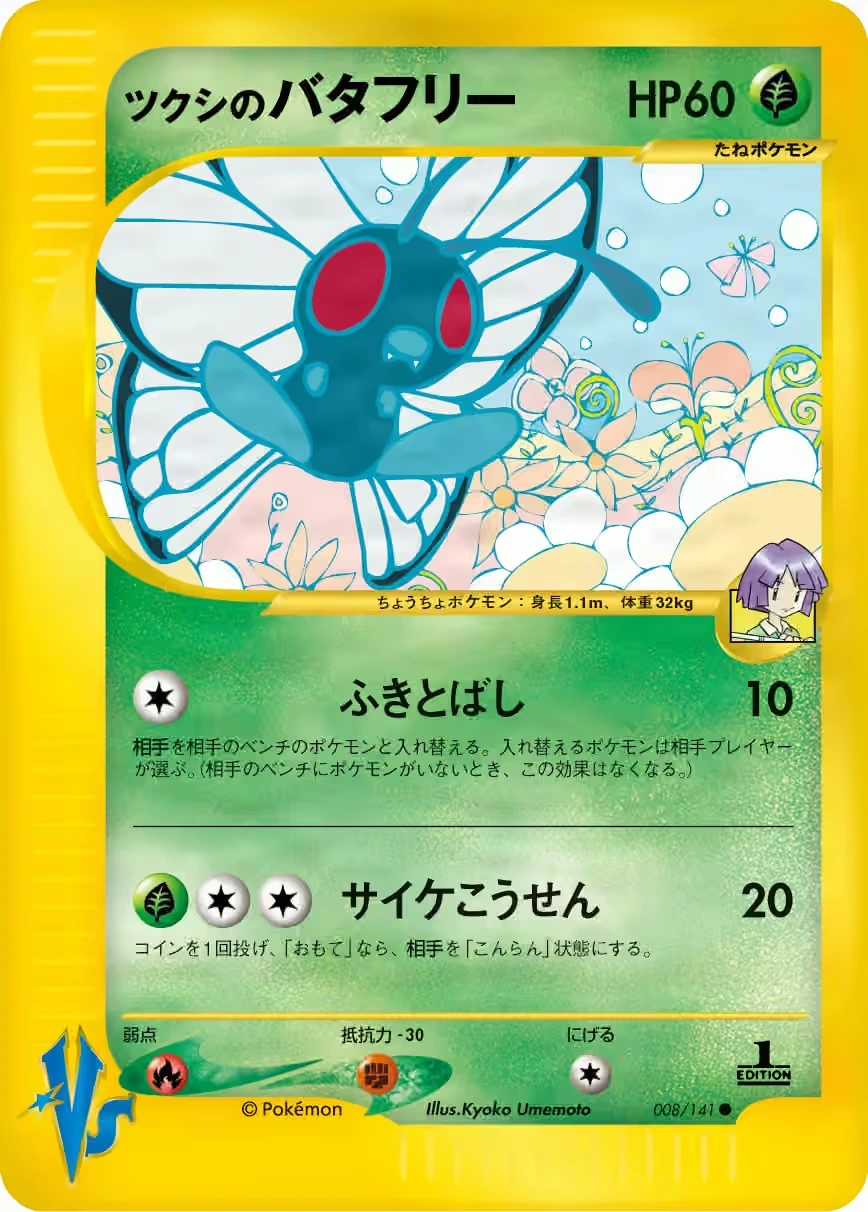 ツクシのバタフリー HP60
たねポケモン
ちょうちょポケモン：身長1.1m、体重32kg
ふきとばし 10
相手を相手のベンチのポケモンと入れ替える。入れ替えるポケモンは相手プレイヤー
が選ぶ。(相手のベンチにポケモンがいないとき、この効果はなくなる。)
サイケこうせん 20
コインを1回投げ、「おもて」なら、相手を「こんらん」状態にする。
弱点 抵抗力 -30 にげる
1
EDITION
VS
© Pokémon Illus.Kyoko Umemoto 008/141 ●